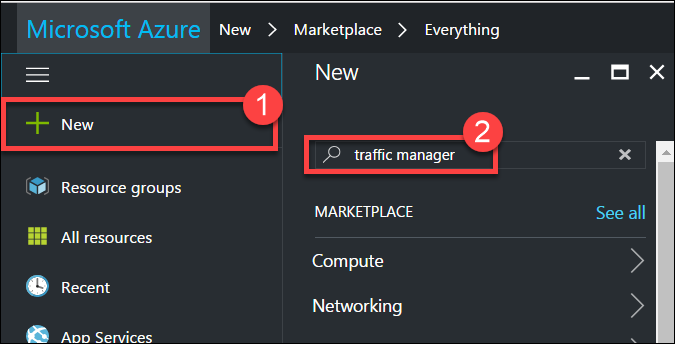 Microsoft Azure New > Marketplace > Everything
New
1
New
2
traffic manager
Resource groups
MARKETPLACE See all
All resources
Compute
Recent
Networking
App Services